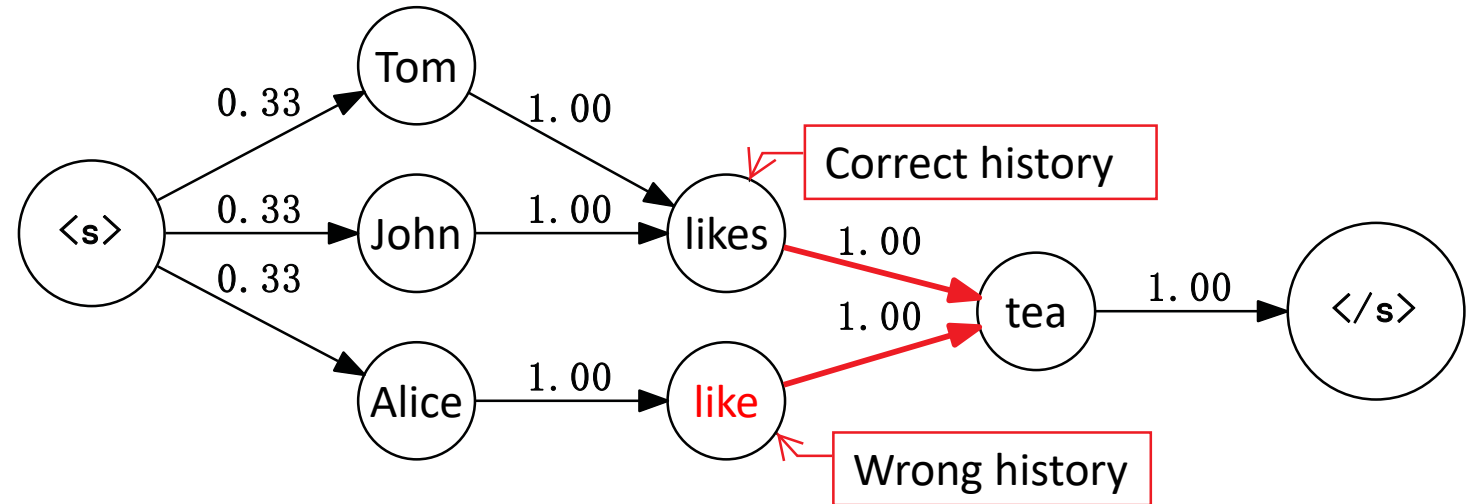 Tom
0.33
1.00
Correct history
<s>
0.33
John
1.00
likes
1.00
0.33
1.00
tea
1.00
</s>
Alice
1.00
like
Wrong history